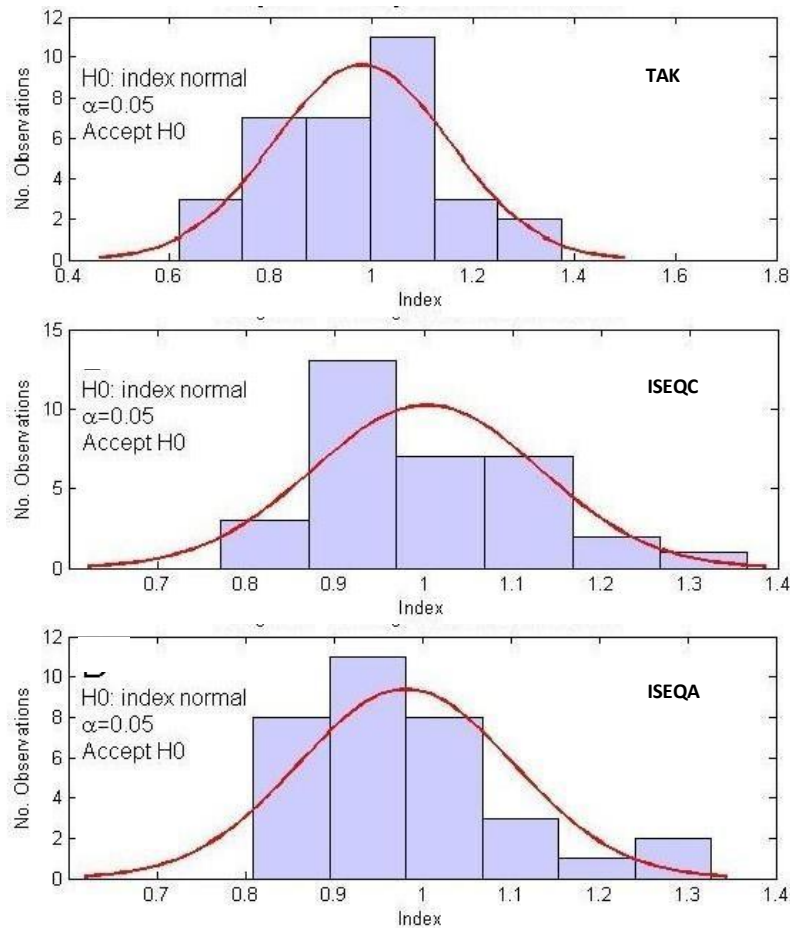 12
10
8
6
4
2
0
No. Observations
H0: index normal
α=0.05
Accept H0
TAK
0.4 0.6 0.8 1 1.2 1.4 1.6 1.8
Index
15
10
5
0
No. Observations
H0: index normal
α=0.05
Accept H0
ISEQC
0.7 0.8 0.9 1 1.1 1.2 1.3 1.4
Index
12
10
8
6
4
2
0
No. Observations
H0: index normal
α=0.05
Accept H0
ISEQA
0.7 0.8 0.9 1 1.1 1.2 1.3 1.4
Index